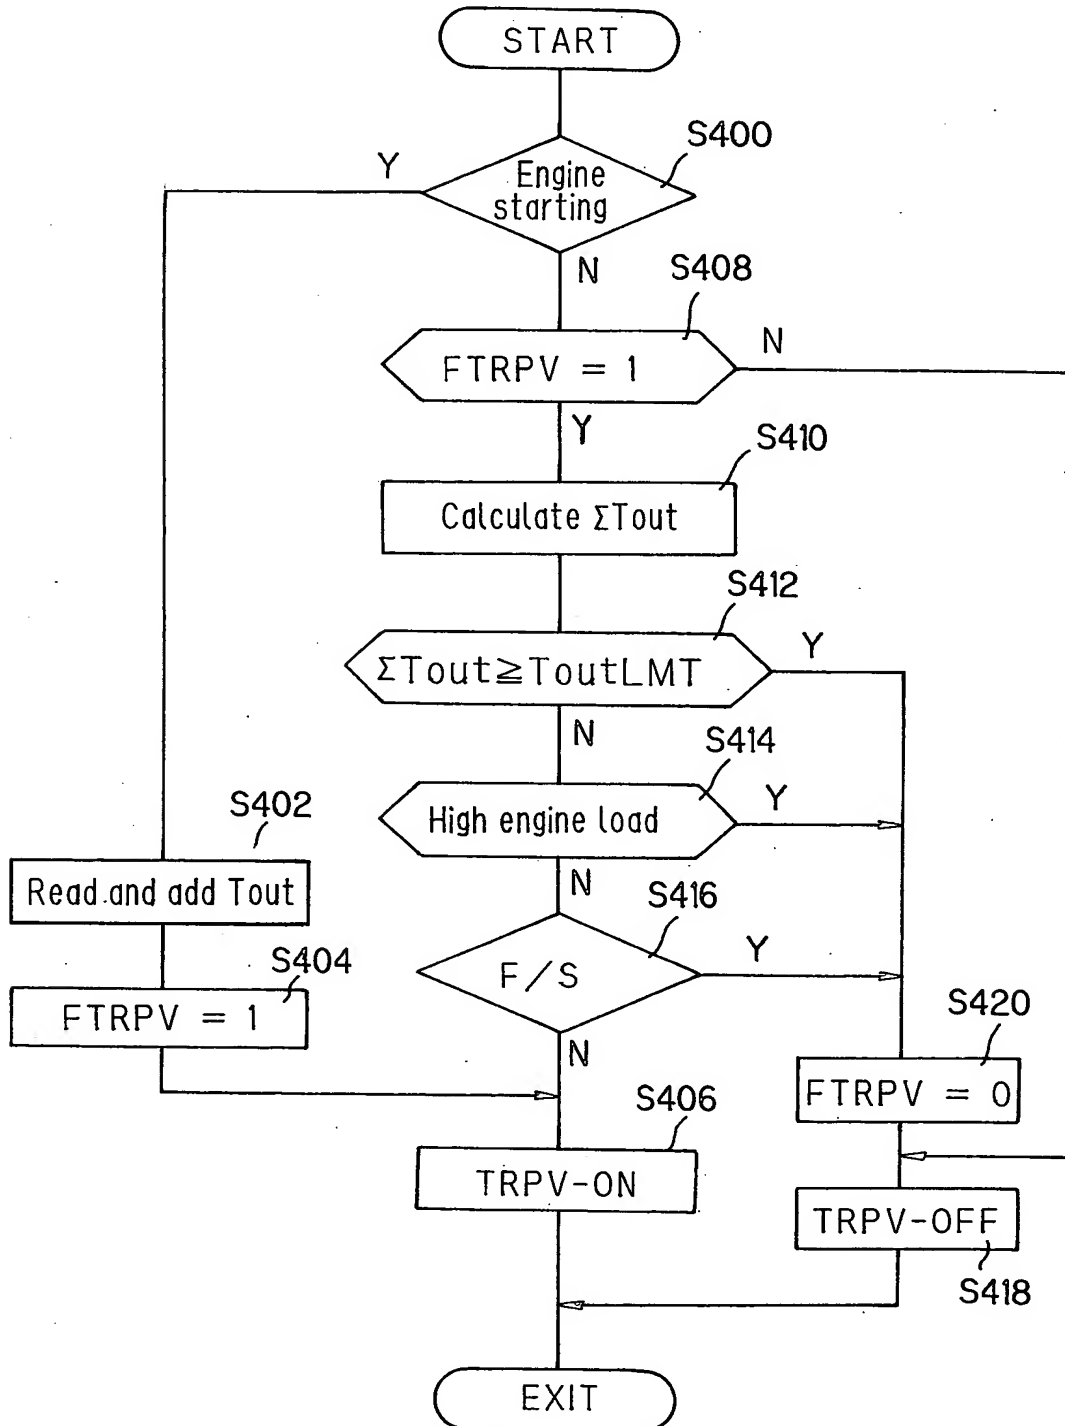 START
S400
Y
Engine
starting
N
S408
FTRPV = 1
N
Y
S410
Calculate ΣTout
S412
ΣTout≧ToutLMT
Y
N
S414
High engine load
Y
S402
Read and add Tout
N
S416
F/S
Y
S404
FTRPV = 1
N
S420
FTRPV = 0
S406
TRPV-ON
TRPV-OFF
S418
EXIT